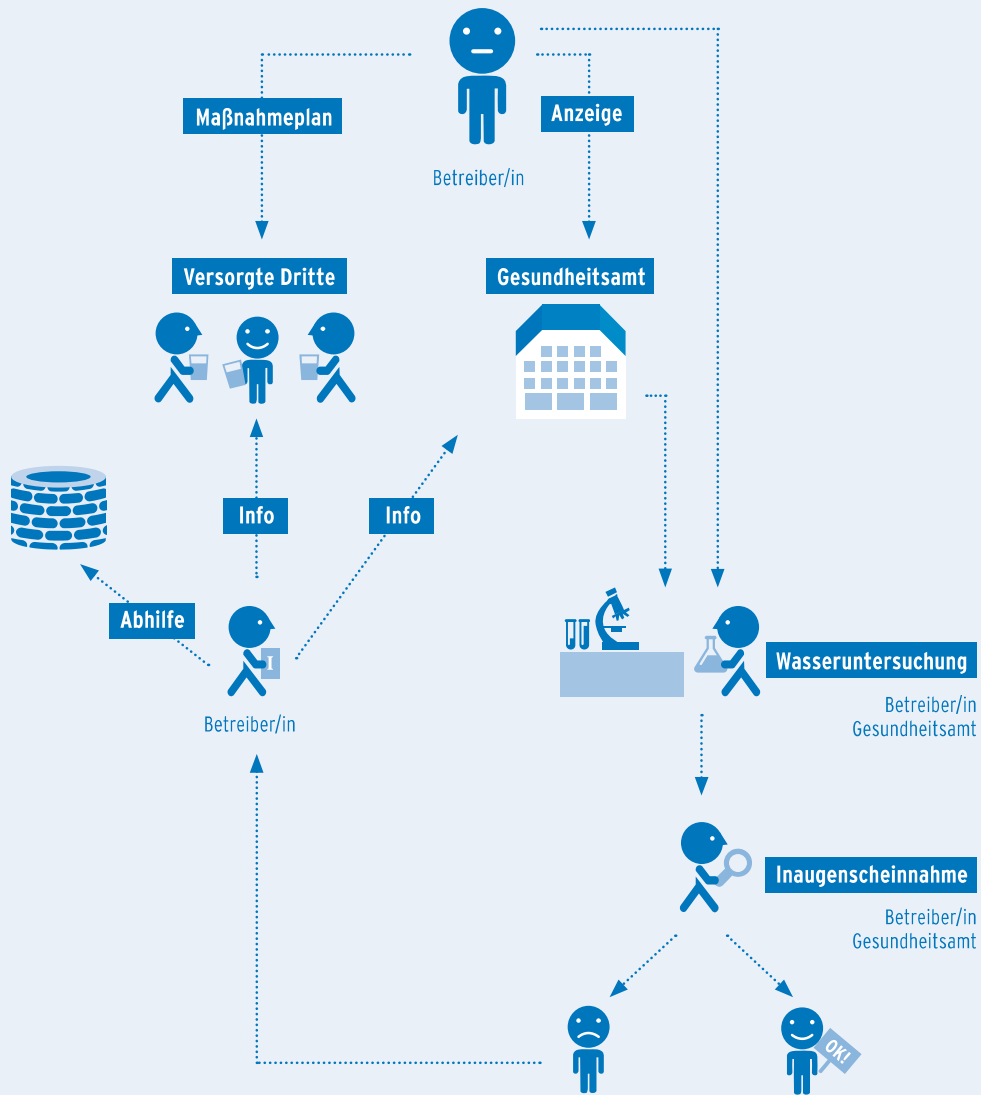 Maßnahmeplan
Anzeige
Betreiber/in
Versorgte Dritte
Gesundheitsamt
Info
Info
Abhilfe
I
Betreiber/in
Wasseruntersuchung
Betreiber/in
Gesundheitsamt
Inaugenscheinnahme
Betreiber/in
Gesundheitsamt
OK!